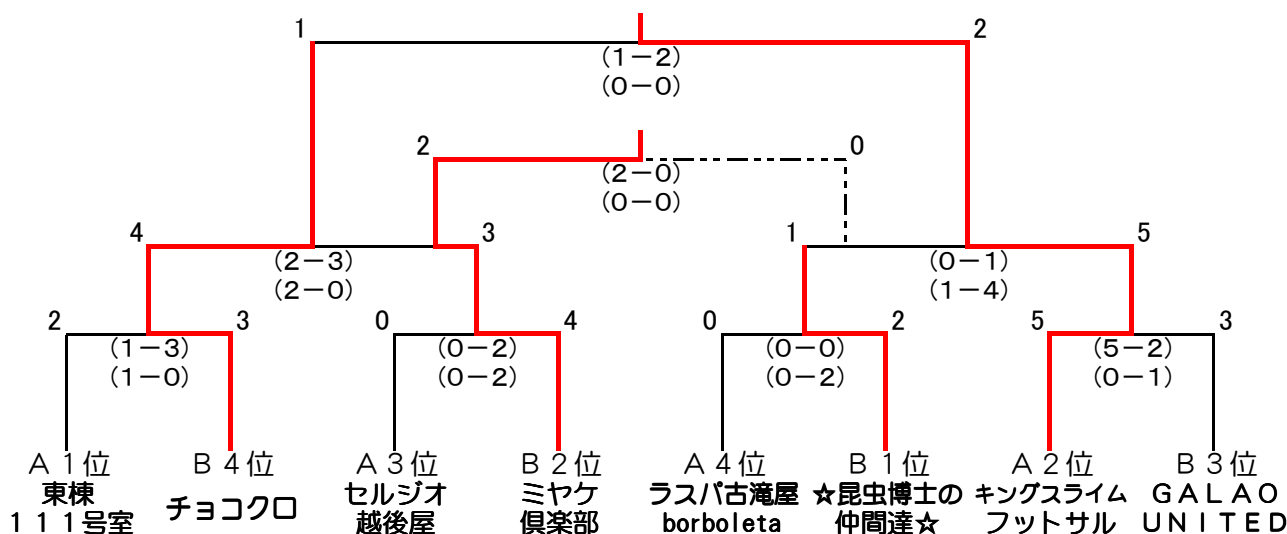 1 2
(1−2)
(0−0)
2 0
(2−0)
(0−0)
4 3 1 5
(2−3) (0−1)
(2−0) (1−4)
2 3 0 4 0 2 5 3
(1−3) (0−2) (0−0) (5−2)
(1−0) (0−2) (0−2) (0−1)
A1位 B4位 A3位 B2位 A4位 B1位 A2位 B3位
東棟 チョコクロ セルジオ ミヤケ ラスパ古滝屋 ☆昆虫博士の キングスライム GALAO
111号室 越後屋 倶楽部 borboleta 仲間達☆ フットサル UNITED